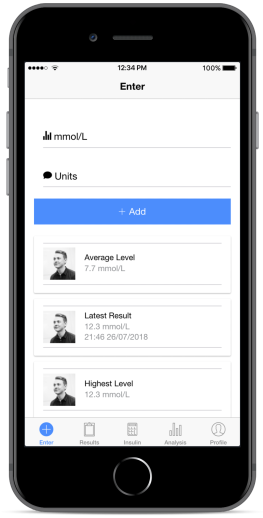 12:34 PM
100%
Enter
mmol/L
Units
+ Add
Average Level
7.7 mmol/L
Latest Result
12.3 mmol/L
21:46 26/07/2018
Highest Level
12.3 mmol/L
Enter Results Insulin Analysis Profile